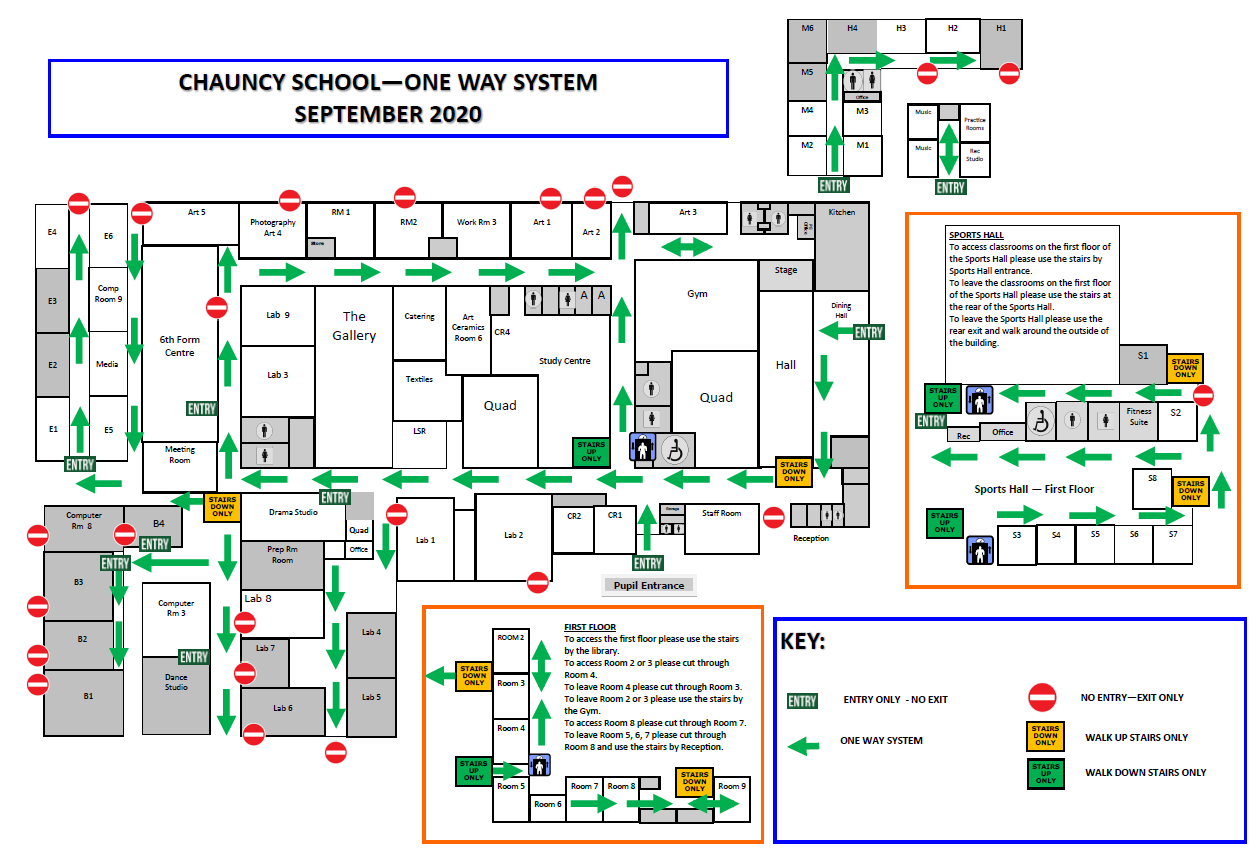 CHAUNCY SCHOOL—ONE WAY SYSTEM
SEPTEMBER 2020
M6
H4
H3
H2
H1
M5
Office
M4
M3
M2
M1
ENTRY
Music
Practice
Rooms
Music
Rec
Studio
ENTRY
E4
E6
Art 5
Photography
Art 4
RM 1
Store
RM2
Work Rm 3
Art 1
Art 2
Art 3
Office
Kitchen
E3
Comp
Room 9
6th Form
Centre
ENTRY
Lab 9
The
Gallery
Catering
Art
Ceramics
Room 6
CR4
A
A
Study Centre
Gym
Stage
Dining
Hall
ENTRY
E2
Media
Lab 3
Textiles
Quad
Quad
Hall
E1
E5
Meeting
Room
LSR
STAIRS
UP
ONLY
STAIRS
DOWN
ONLY
ENTRY
STAIRS
DOWN
ONLY
ENTRY
Computer
Rm 8
B4
ENTRY
Drama Studio
Quad
Office
Lab 1
Lab 2
CR2
CR1
Staff Room
Reception
ENTRY
Pupil Entrance
ENTRY
B3
Prep Rm
Room
Computer
Rm 3
Lab 8
B2
Lab 7
Lab 4
ENTRY
Dance
Studio
B1
Lab 6
Lab 5
SPORTS HALL
To access classrooms on the first floor of
the Sports Hall please use the stairs by
Sports Hall entrance.
To leave the classrooms on the first floor
of the Sports Hall please use the stairs at
the rear of the Sports Hall.
To leave the Sports Hall please use the
rear exit and walk around the outside of
the building.
S1
STAIRS
DOWN
ONLY
STAIRS
UP
ONLY
ENTRY
Rec
Office
Fitness
Suite
S2
Sports Hall — First Floor
S8
STAIRS
DOWN
ONLY
STAIRS
UP
ONLY
S3
S4
S5
S6
S7
FIRST FLOOR
To access the first floor please use the stairs
by the library.
To access Room 2 or 3 please cut through
Room 4.
To leave Room 4 please cut through Room 3.
To leave Room 2 or 3 please use the stairs by
the Gym.
To access Room 8 please cut through Room 7.
To leave Room 5, 6, 7 please cut through
Room 8 and use the stairs by Reception.
ROOM 2
STAIRS
DOWN
ONLY
Room 3
Room 4
STAIRS
UP
ONLY
Room 5
Room 6
Room 7
Room 8
STAIRS
DOWN
ONLY
Room 9
KEY:
ENTRY
ENTRY ONLY - NO EXIT
NO ENTRY—EXIT ONLY
ONE WAY SYSTEM
STAIRS
DOWN
ONLY
WALK UP STAIRS ONLY
STAIRS
UP
ONLY
WALK DOWN STAIRS ONLY